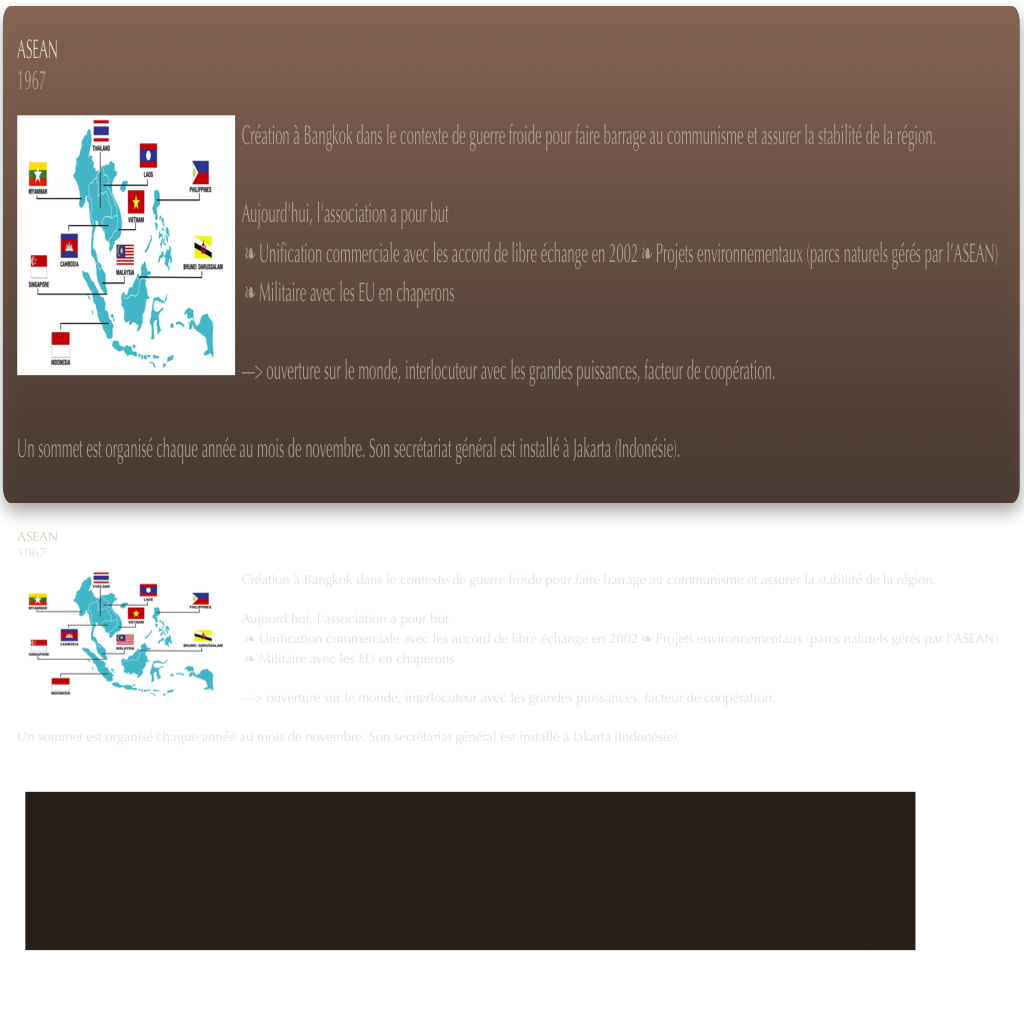 ASEAN
1967
THAILAND
LAOS
MYANMAR
PHILIPPINES
VIETNAM
CAMBODIA
MALAYSIA
BRUNEI DARUSSALAM
SINGAPORE
INDONESIA
Création à Bangkok dans le contexte de guerre froide pour faire barrage au communisme et assurer la stabilité de la région.
Aujourd'hui, l'association a pour but
❧ Unification commerciale avec les accord de libre échange en 2002 ❧ Projets environnementaux (parcs naturels gérés par l’ASEAN)
❧ Militaire avec les EU en chaperons
—> ouverture sur le monde, interlocuteur avec les grandes puissances, facteur de coopération.
Un sommet est organisé chaque année au mois de novembre. Son secrétariat général est installé à Jakarta (Indonésie).
ASEAN
1967
THAILAND
LAOS
MYANMAR
PHILIPPINES
VIETNAM
CAMBODIA
MALAYSIA
BRUNEI DARUSSALAM
SINGAPORE
INDONESIA
Création à Bangkok dans le contexte de guerre froide pour faire barrage au communisme et assurer la stabilité de la région.
Aujourd'hui, l'association a pour but
❧ Unification commerciale avec les accord de libre échange en 2002 ❧ Projets environnementaux (parcs naturels gérés par l’ASEAN)
❧ Militaire avec les EU en chaperons
—> ouverture sur le monde, interlocuteur avec les grandes puissances, facteur de coopération.
Un sommet est organisé chaque année au mois de novembre. Son secrétariat général est installé à Jakarta (Indonésie).